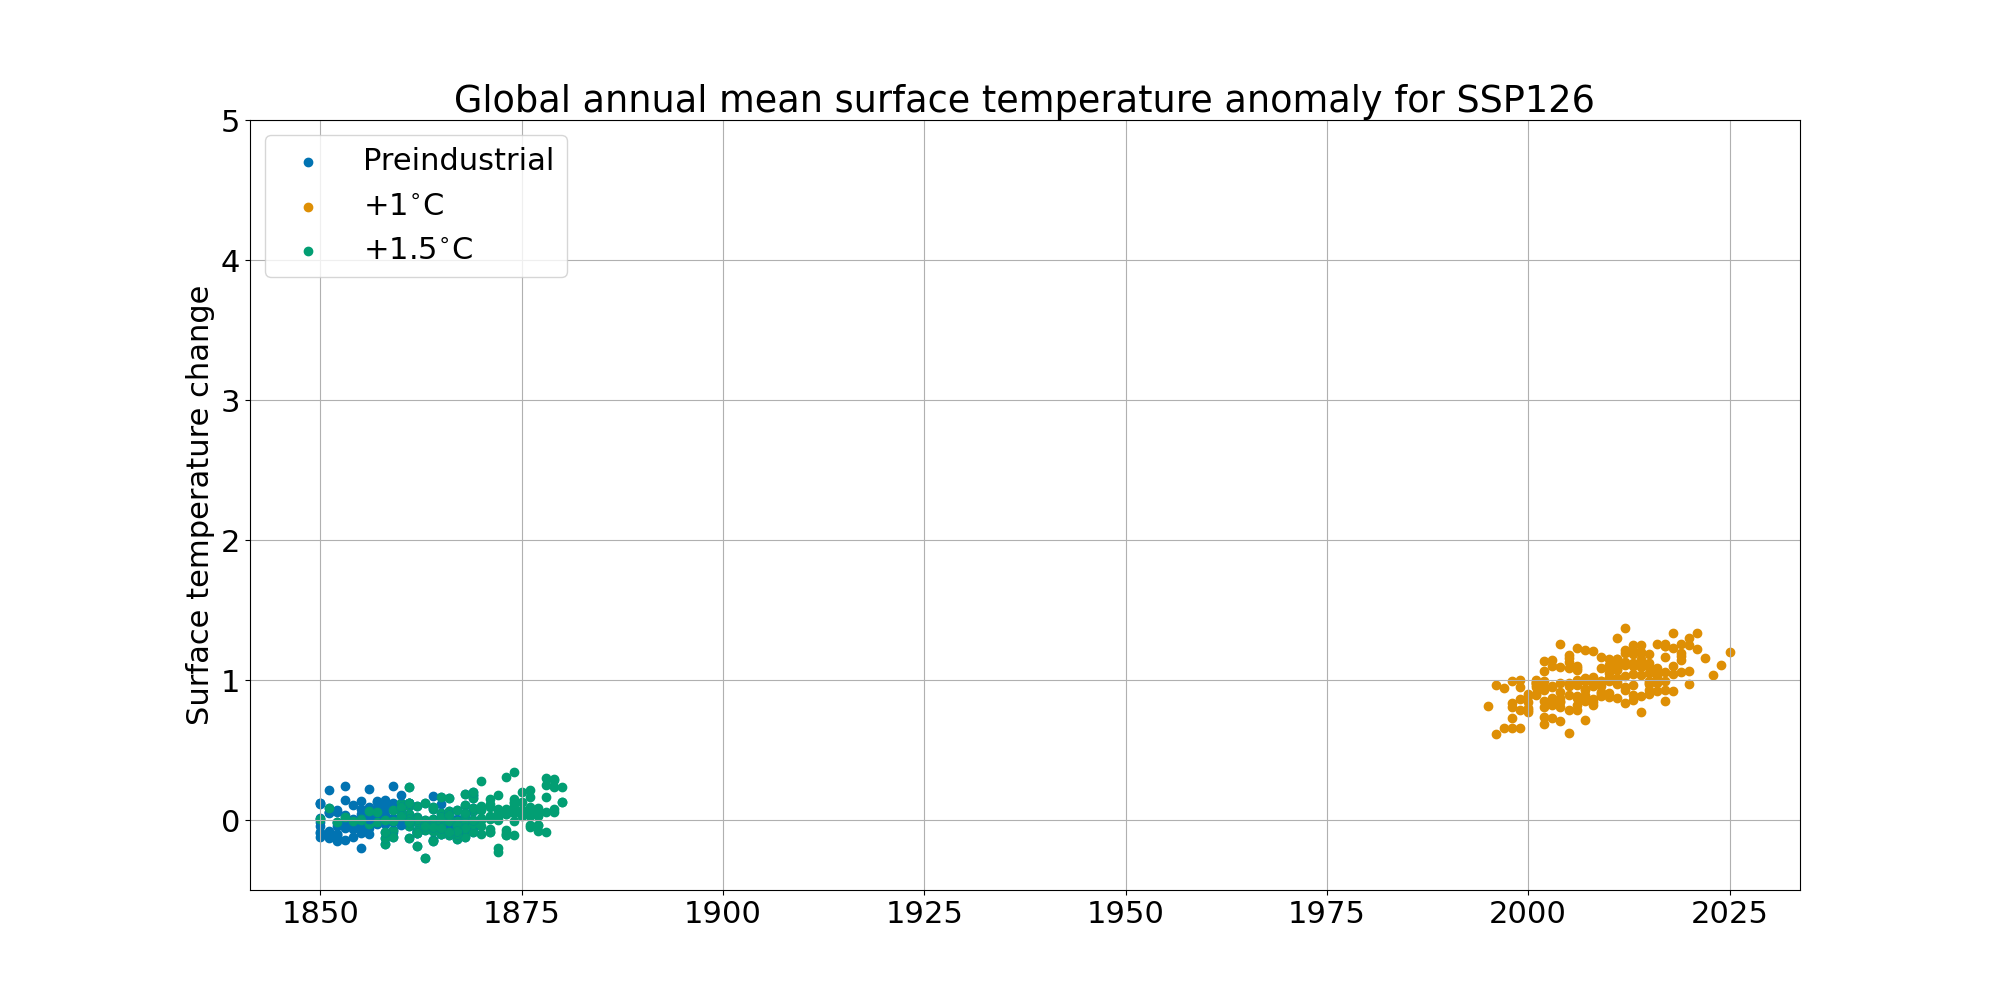 Global annual mean surface temperature anomaly for SSP126
5
4
3
2
1
0
Surface temperature change
Preindustrial
+1°C
+1.5°C
1850 1875 1900 1925 1950 1975 2000 2025